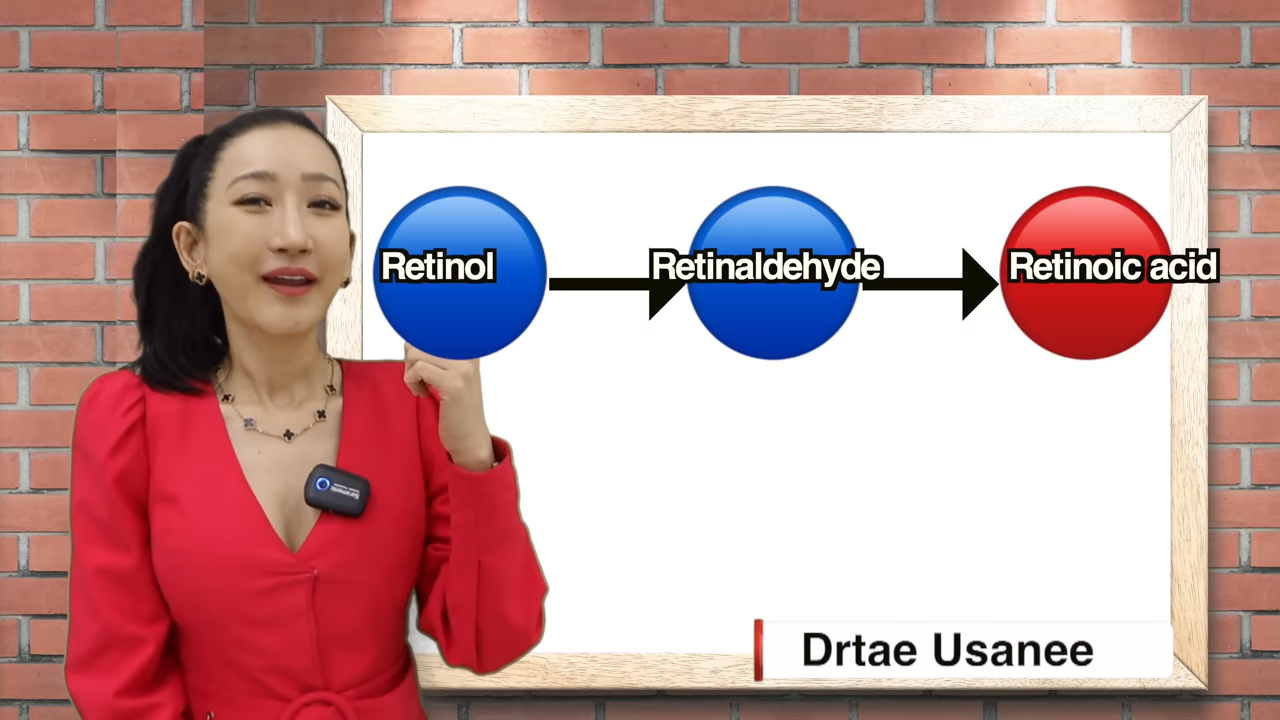 Retinol
Retinaldehyde
Retinoic acid
Drtae Usanee